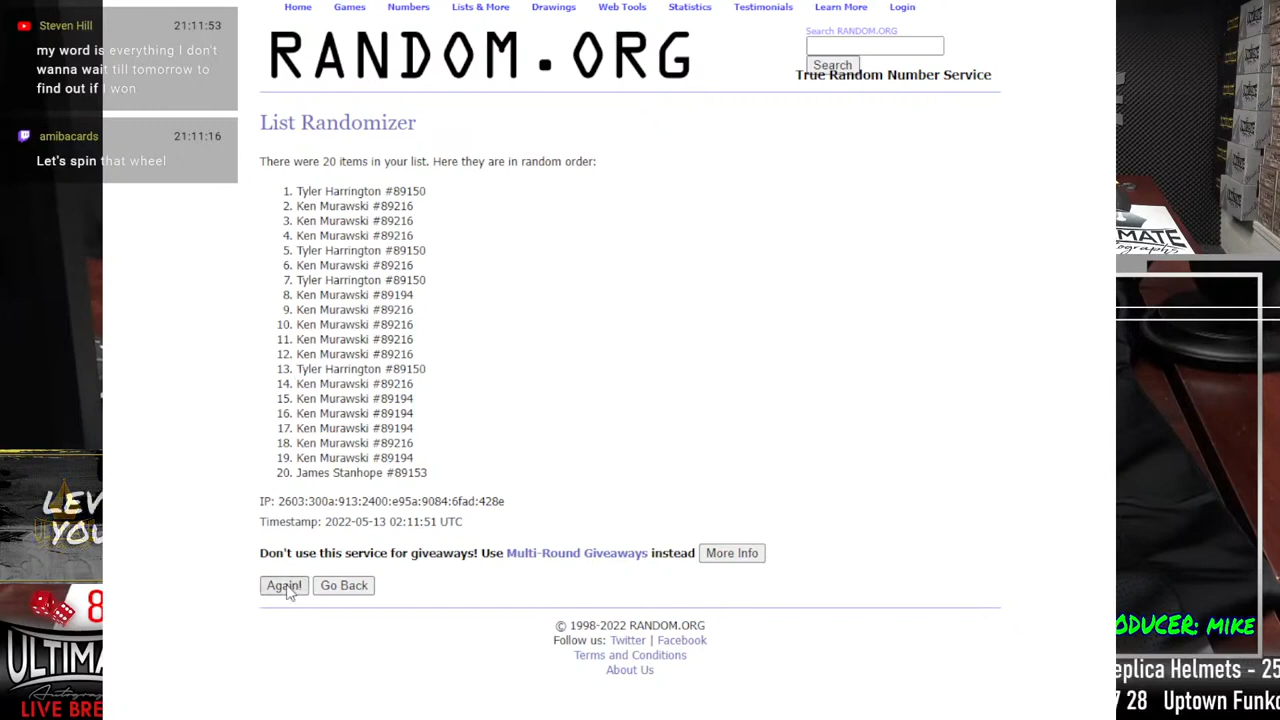 Steven Hill 21:11:53
my word is everything I don't
wanna wait till tomorrow to
find out if I won
amibacards 21:11:16
Let's spin that wheel
Home Games Numbers Lists & More Drawings Web Tools Statistics Testimonials Learn More Login
RANDOM.ORG
Search RANDOM.ORG
Search
True Random Number Service
List Randomizer
There were 20 items in your list. Here they are in random order:
1. Tyler Harrington #89150
2. Ken Murawski #89216
3. Ken Murawski #89216
4. Ken Murawski #89216
5. Tyler Harrington #89150
6. Ken Murawski #89216
7. Tyler Harrington #89150
8. Ken Murawski #89194
9. Ken Murawski #89216
10. Ken Murawski #89216
11. Ken Murawski #89216
12. Ken Murawski #89216
13. Tyler Harrington #89150
14. Ken Murawski #89216
15. Ken Murawski #89194
16. Ken Murawski #89194
17. Ken Murawski #89194
18. Ken Murawski #89216
19. Ken Murawski #89194
20. James Stanhope #89153
IP: 2603:300a:913:2400:e95a:9084:6fad:428e
Timestamp: 2022-05-13 02:11:51 UTC
Don't use this service for giveaways! Use Multi-Round Giveaways instead More Info
Again! Go Back
© 1998-2022 RANDOM.ORG
Follow us: Twitter | Facebook
Terms and Conditions
About Us
LEV
YOU
8
ULTIMA
LIVE BRE
IMATE
ographs
ODUCER: MIKE
eplica Helmets - 25
7 28 Uptown Funko